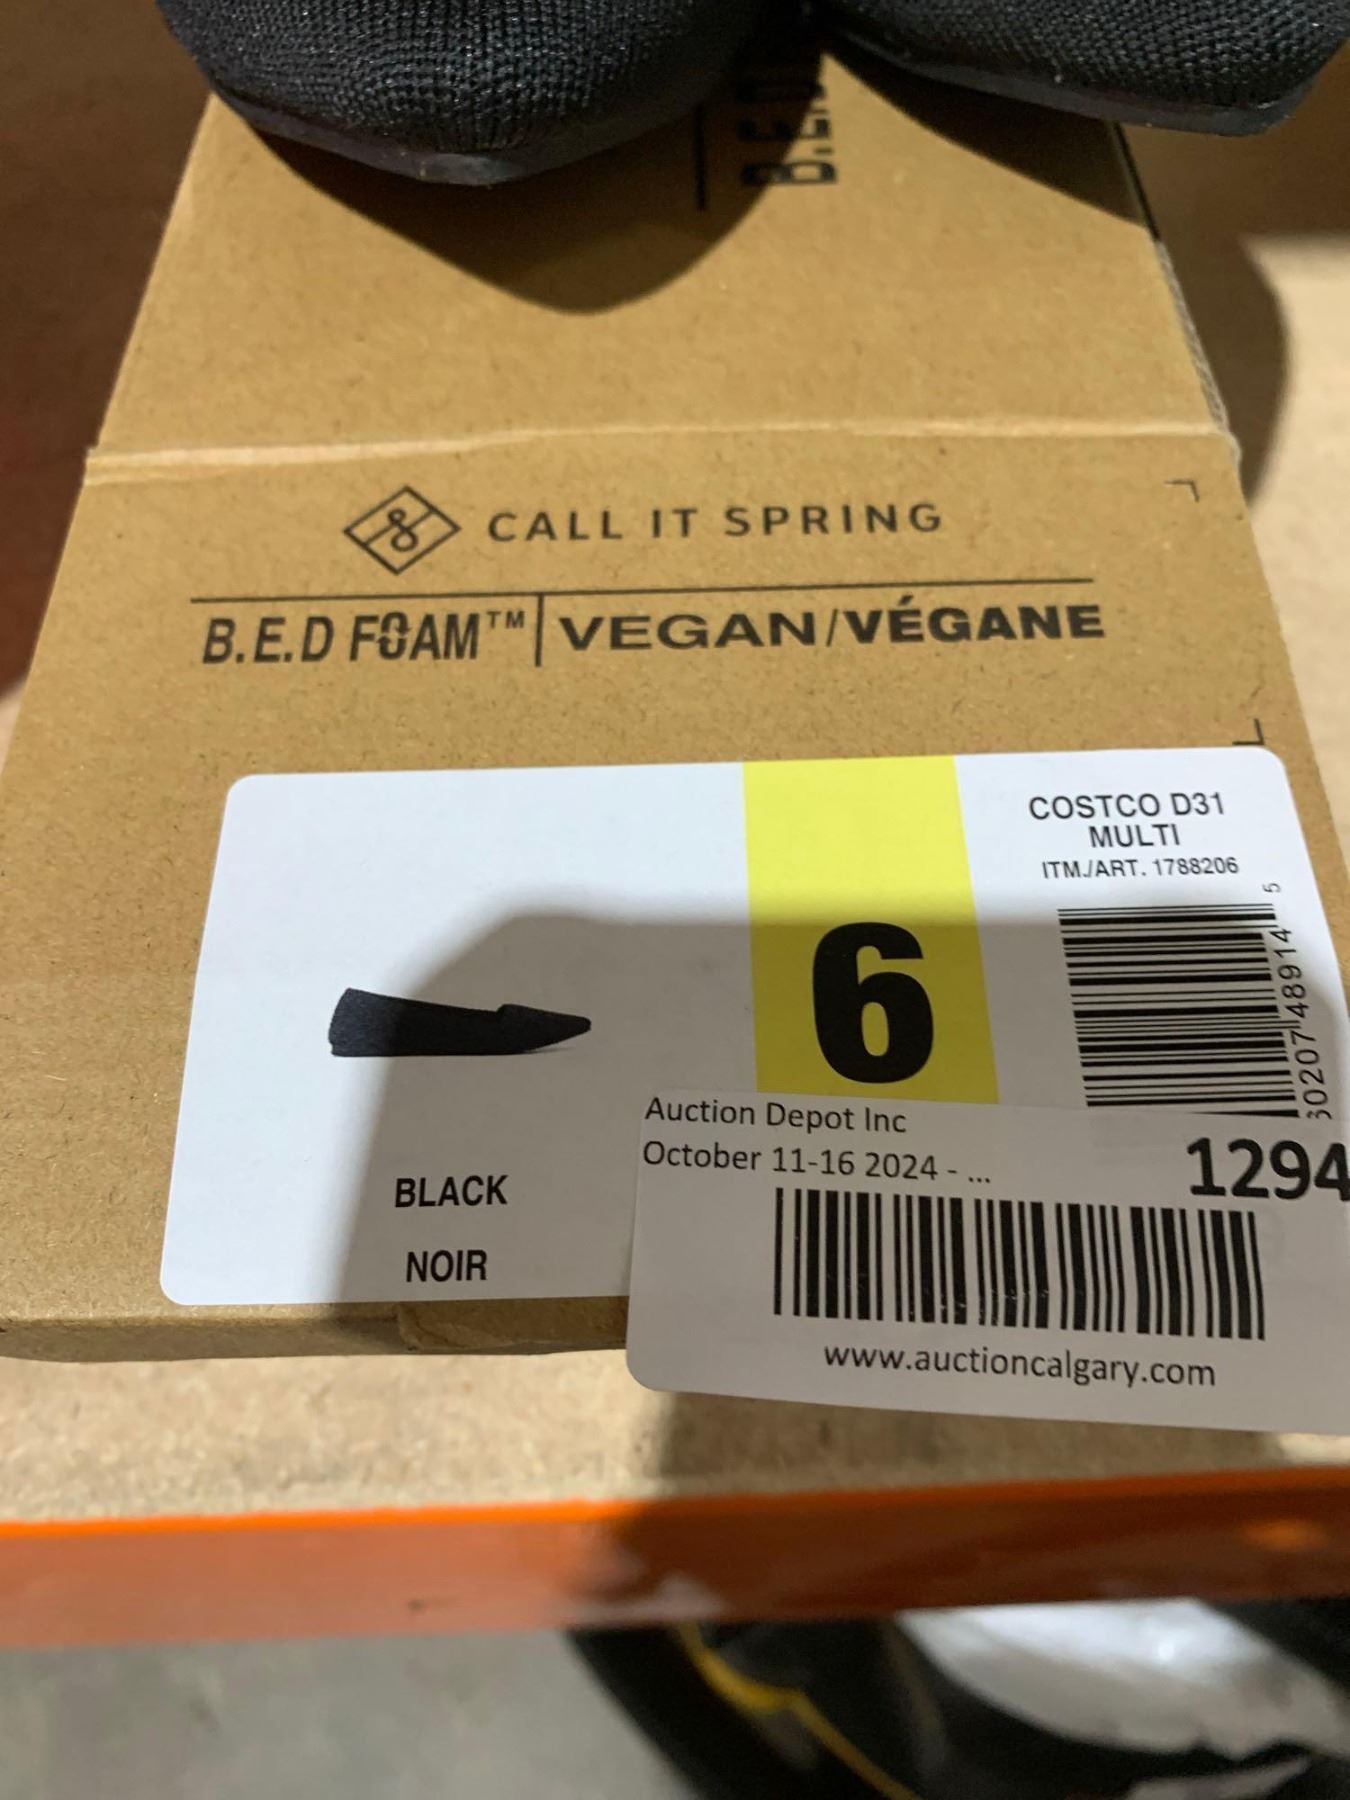 B.E.D
CALL IT SPRING
B.E.D FOAM™ VEGAN/VÉGANE
COSTCO D31
MULTI
ITM./ART. 1788206
6
BLACK
NOIR
Auction Depot Inc
October 11-16 2024 - ...
1294
www.auctioncalgary.com